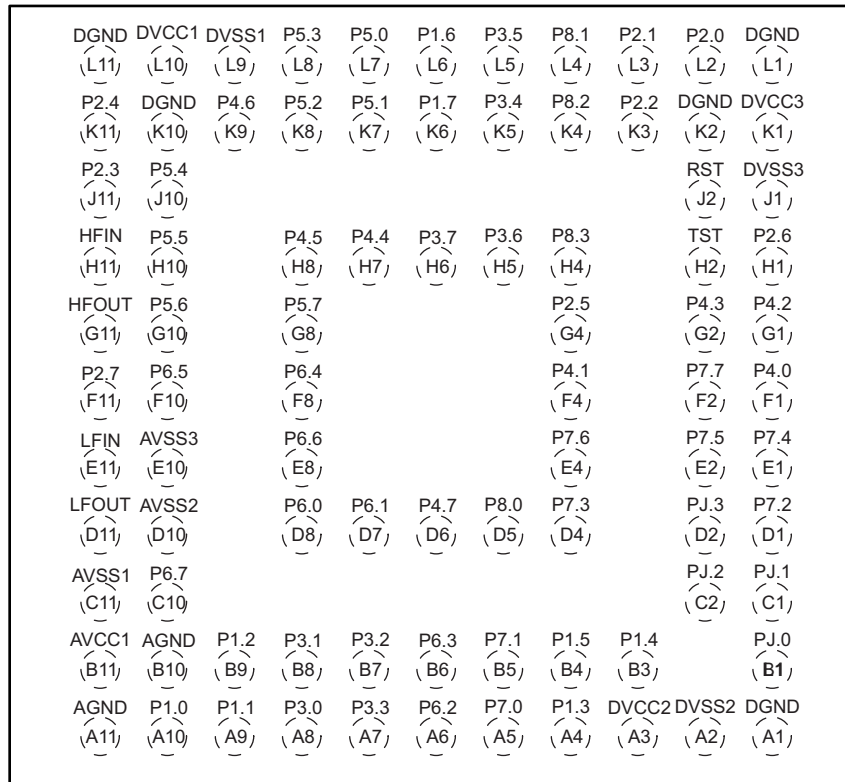 DGND DVCC1 DVSS1 P5.3 P5.0 P1.6 P3.5 P8.1 P2.1 P2.0 DGND
L11 L10 L9 L8 L7 L6 L5 L4 L3 L2 L1
P2.4 DGND P4.6 P5.2 P5.1 P1.7 P3.4 P8.2 P2.2 DGND DVCC3
K11 K10 K9 K8 K7 K6 K5 K4 K3 K2 K1
P2.3 P5.4 RST DVSS3
J11 J10 J2 J1
HFIN P5.5 P4.5 P4.4 P3.7 P3.6 P8.3 TST P2.6
H11 H10 H8 H7 H6 H5 H4 H2 H1
HFOUT P5.6 P5.7 P2.5 P4.3 P4.2
G11 G10 G8 G4 G2 G1
P2.7 P6.5 P6.4 P4.1 P7.7 P4.0
F11 F10 F8 F4 F2 F1
LFIN AVSS3 P6.6 P7.6 P7.5 P7.4
E11 E10 E8 E4 E2 E1
LFOUT AVSS2 P6.0 P6.1 P4.7 P8.0 P7.3 PJ.3 P7.2
D11 D10 D8 D7 D6 D5 D4 D2 D1
AVSS1 P6.7 PJ.2 PJ.1
C11 C10 C2 C1
AVCC1 AGND P1.2 P3.1 P3.2 P6.3 P7.1 P1.5 P1.4 PJ.0
B11 B10 B9 B8 B7 B6 B5 B4 B3 B1
AGND P1.0 P1.1 P3.0 P3.3 P6.2 P7.0 P1.3 DVCC2 DVSS2 DGND
A11 A10 A9 A8 A7 A6 A5 A4 A3 A2 A1